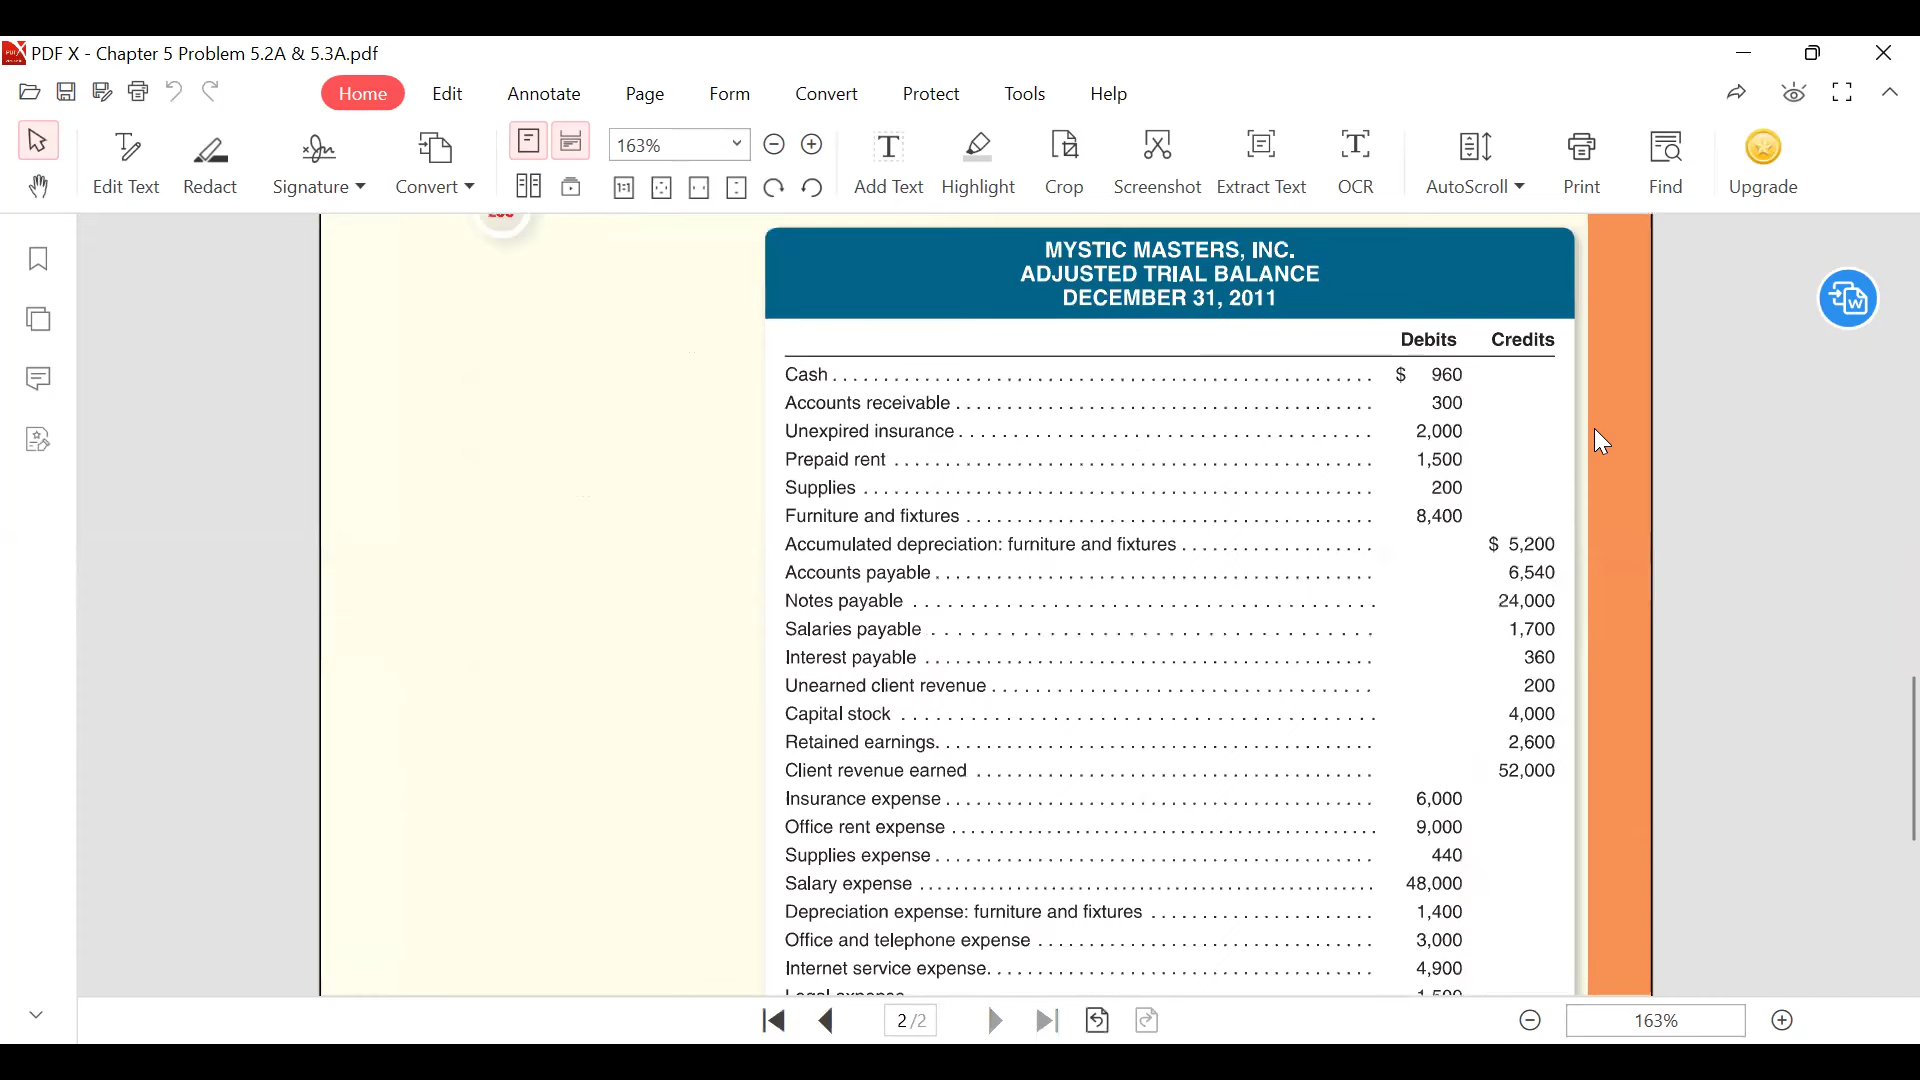 PDF X - Chapter 5 Problem 5.2A & 5.3A.pdf
Home Edit Annotate Page Form Convert Protect Tools Help
163%
Edit Text Redact Signature Convert Add Text Highlight Crop Screenshot Extract Text OCR AutoScroll Print Find Upgrade
MYSTIC MASTERS, INC.
ADJUSTED TRIAL BALANCE
DECEMBER 31, 2011
Debits Credits
Cash $ 960
Accounts receivable 300
Unexpired insurance 2,000
Prepaid rent 1,500
Supplies 200
Furniture and fixtures 8,400
Accumulated depreciation: furniture and fixtures $ 5,200
Accounts payable 6,540
Notes payable 24,000
Salaries payable 1,700
Interest payable 360
Unearned client revenue 200
Capital stock 4,000
Retained earnings. 2,600
Client revenue earned 52,000
Insurance expense 6,000
Office rent expense 9,000
Supplies expense 440
Salary expense 48,000
Depreciation expense: furniture and fixtures 1,400
Office and telephone expense 3,000
Internet service expense. 4,900
Legal expense 1,500
2 /2 163%